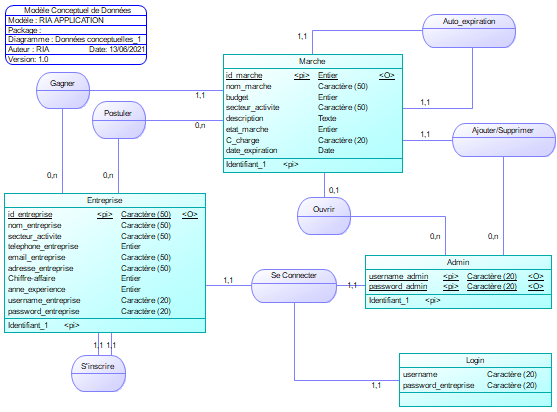 Modèle Conceptuel de Données
Modèle : RIA APPLICATION
Package :
Diagramme : Données conceptuelles_1
Auteur : RIA Date: 13/06/2021
Version: 1.0
Auto_expiration
1,1
Marche
id_marche <pi> Entier <O>
nom_marche Caractère (50)
budget Entier
secteur_activite Caractère (50)
description Texte
etat_marche Entier
C_charge Caractère (20)
date_expiration Date
Identifiant_1 <pi>
1,1
Gagner
1,1
Postuler
0,n
1,1
Ajouter/Supprimer
0,n
0,n
0,1
Ouvrir
0,n
0,n
Entreprise
id_entreprise <pi> Caractère (50) <O>
nom_entreprise Caractère (50)
secteur_activite Caractère (50)
telephone_entreprise Entier
email_entreprise Caractère (50)
adresse_entreprise Caractère (50)
Chiffre-affaire Entier
anne_experience Entier
username_entreprise Caractère (20)
password_entreprise Caractère (20)
Identifiant_1 <pi>
1,1
Se Connecter
1,1
Admin
username_admin <pi> Caractère (20) <O>
password_admin <pi> Caractère (20) <O>
Identifiant_1 <pi>
1,1
1,1
S'inscrire
1,1
Login
username Caractère (20)
password_entreprise Caractère (20)